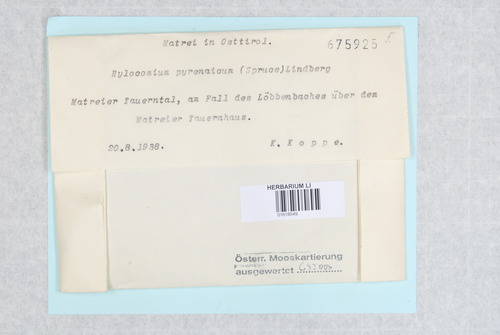 Matrei in Osttirol.
675925
Hylocomium pyrenaicum (Spruce) Lindberg
Matreier Tauerntal, am Fall des Löbbenbaches über dem
Matreier Tauernhaus.
20.8.1938. K. Koppe.
HERBARIUM LI
Österr. Mooskartierung
ausgewertet